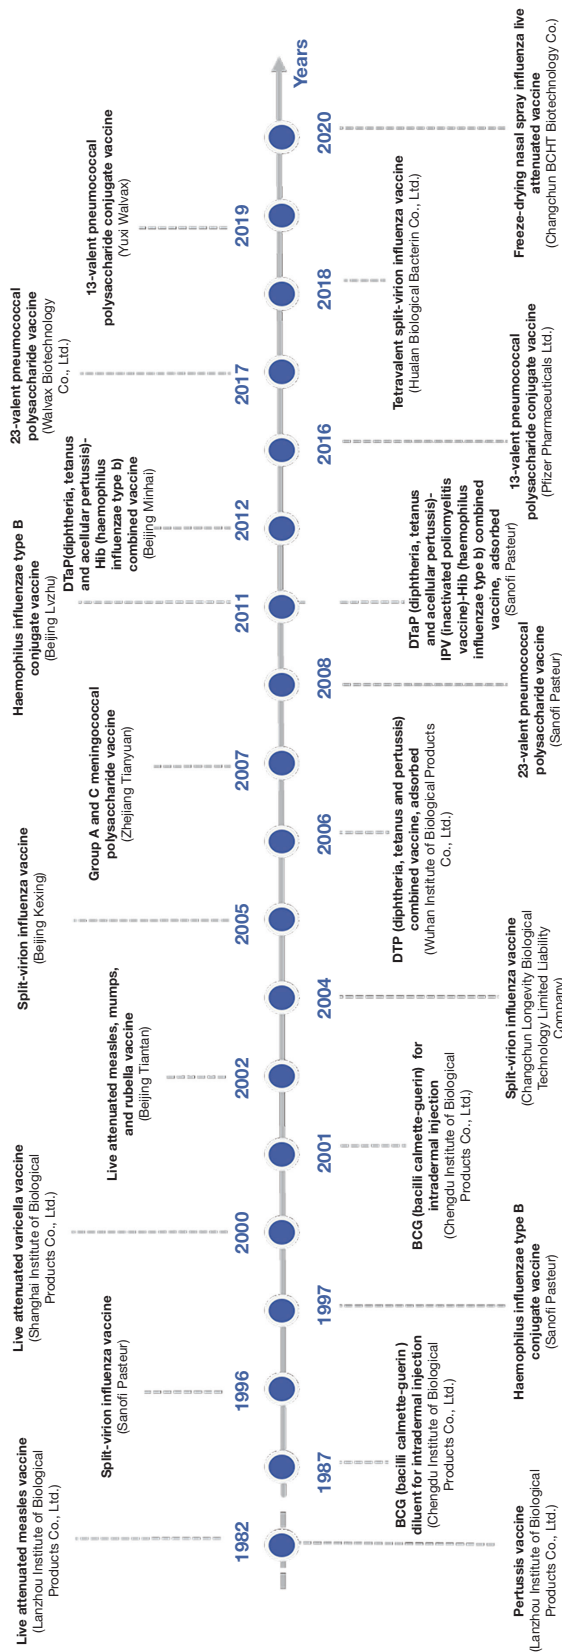 Live attenuated measles vaccine
(Lanzhou Institute of Biological
Products Co., Ltd.)
Live attenuated varicella vaccine
(Shanghai Institute of Biological
Products Co., Ltd.)
Split-virion influenza vaccine
(Beijing Kexing)
Haemophilus influenzae type B
conjugate vaccine
(Beijing Lvzhu)
23-valent pneumococcal
polysaccharide vaccine
(Walvax Biotechnology
Co., Ltd.)
Split-virion influenza vaccine
(Sanofi Pasteur)
Live attenuated measles, mumps,
and rubella vaccine
(Beijing Tiantan)
Group A and C meningococcal
polysaccharide vaccine
(Zhejiang Tianyuan)
DTaP(diphtheria, tetanus
and acellular pertussis)-
Hib (haemophilus
influenzae type b)
combined vaccine
(Beijing Minhai)
13-valent pneumococcal
polysaccharide conjugate vaccine
(Yuxi Walvax)
1982
1996
2000
2002
2005
2007
2011
2012
2017
2019
Years
1987
1997
2001
2004
2006
2008
2016
2018
2020
BCG (bacilli calmette-guerin )
diluent for intradermal injection
(Chengdu Institute of Biological
Products Co., Ltd.)
BCG (bacilli calmette-guerin) for
intradermal injection
(Chengdu Institute of Biological
Products Co., Ltd.)
DTP (diphtheria, tetanus and pertussis)
combined vaccine, adsorbed
(Wuhan Institute of Biological Products
Co., Ltd.)
DTaP (diphtheria, tetanus
and acellular pertussis)-
IPV (inactivated poliomyelitis
vaccine)-Hib (haemophilus
influenzae type b) combined
vaccine, adsorbed
(Sanofi Pasteur)
Tetravalent split-virion influenza vaccine
(Hualan Biological Bacterin Co., Ltd.)
Pertussis vaccine
(Lanzhou Institute of Biological
Products Co., Ltd.)
Haemophilus influenzae type B
conjugate vaccine
(Sanofi Pasteur)
Split-virion influenza vaccine
(Changchun Longevity Biological
Technology Limited Liability
Company)
23-valent pneumococcal
polysaccharide vaccine
(Sanofi Pasteur)
13-valent pneumococcal
polysaccharide conjugate vaccine
(Pfizer Pharmaceuticals Ltd.)
Freeze-drying nasal spray influenza live
attenuated vaccine
(Changchun BCHT Biotechnology Co.)